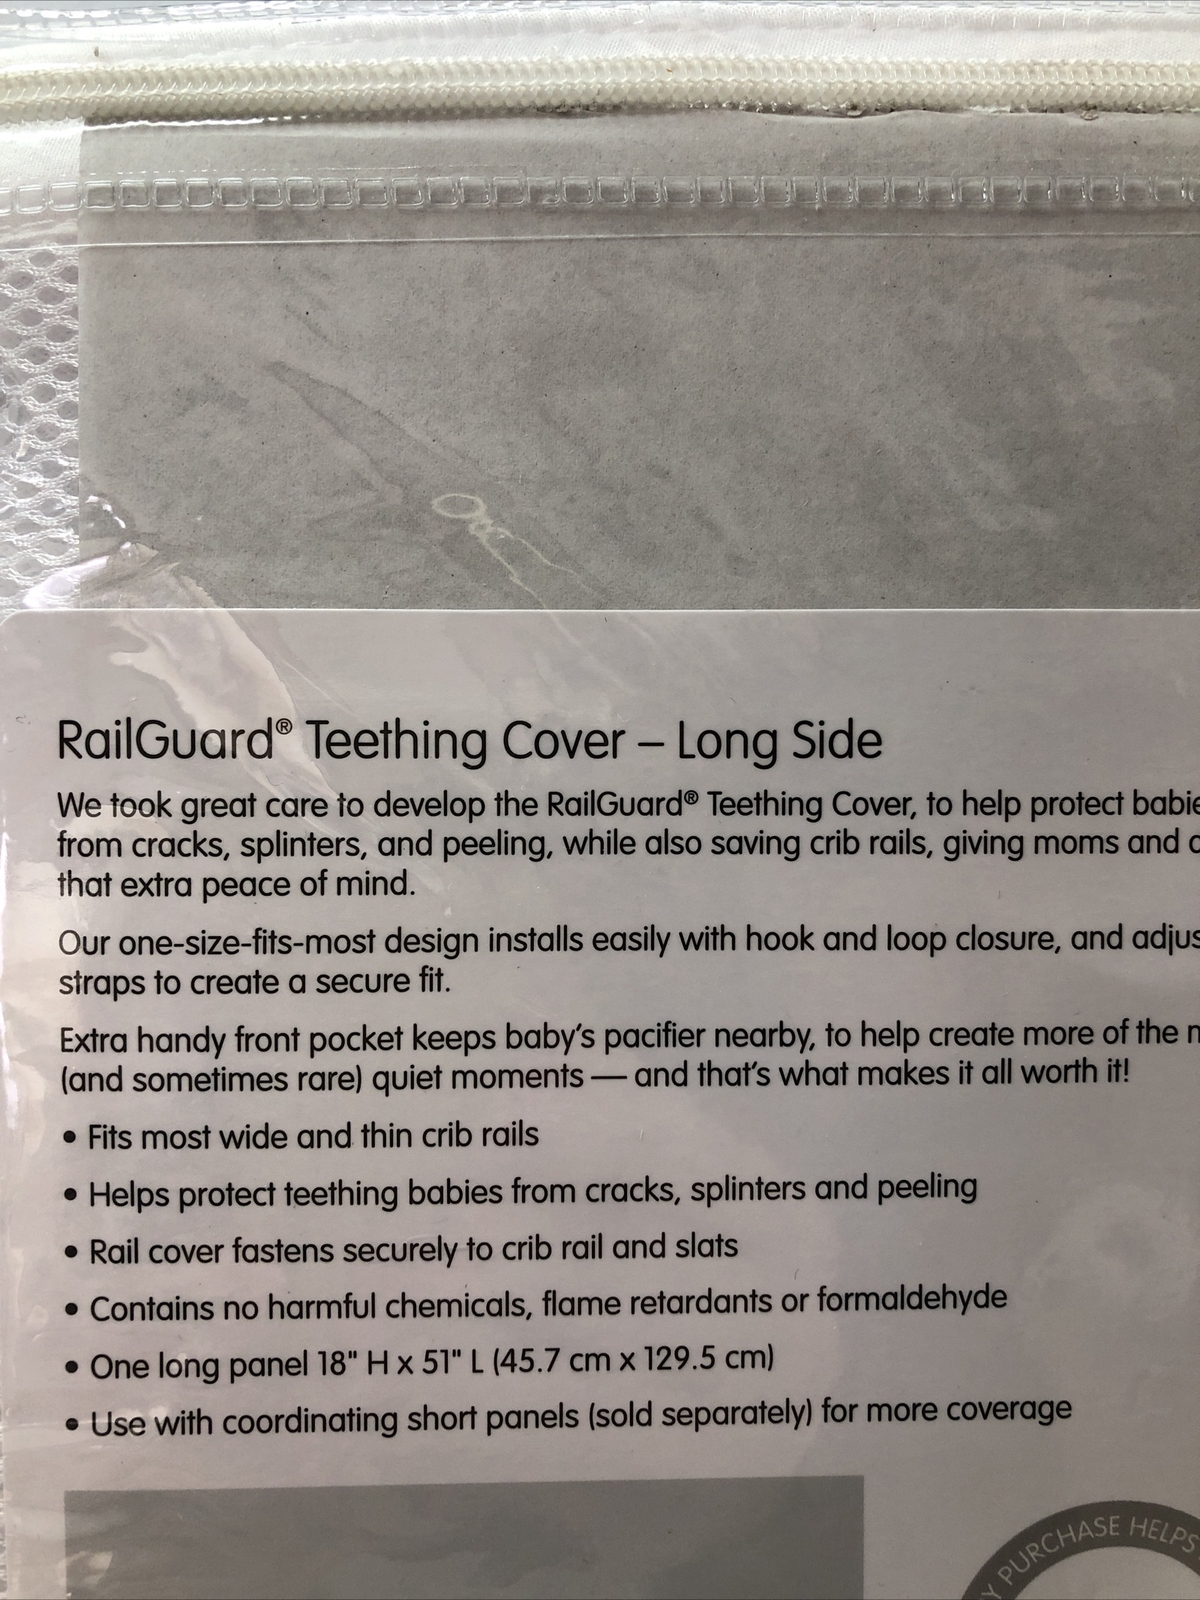 RailGuard® Teething Cover – Long Side
We took great care to develop the RailGuard® Teething Cover, to help protect
from cracks, splinters, and peeling, while also saving crib rails, giving moms and
that extra peace of mind.
Our one-size-fits-most design installs easily with hook and loop closure, and
straps to create a secure fit.
Extra handy front pocket keeps baby's pacifier nearby, to help create more of the
(and sometimes rare) quiet moments — and that's what makes it all worth it!
• Fits most wide and thin crib rails
• Helps protect teething babies from cracks, splinters and peeling
• Rail cover fastens securely to crib rail and slats
• Contains no harmful chemicals, flame retardants or formaldehyde
• One long panel 18" H x 51" L (45.7 cm x 129.5 cm)
• Use with coordinating short panels (sold separately) for more coverage
PURCHASE HELPS